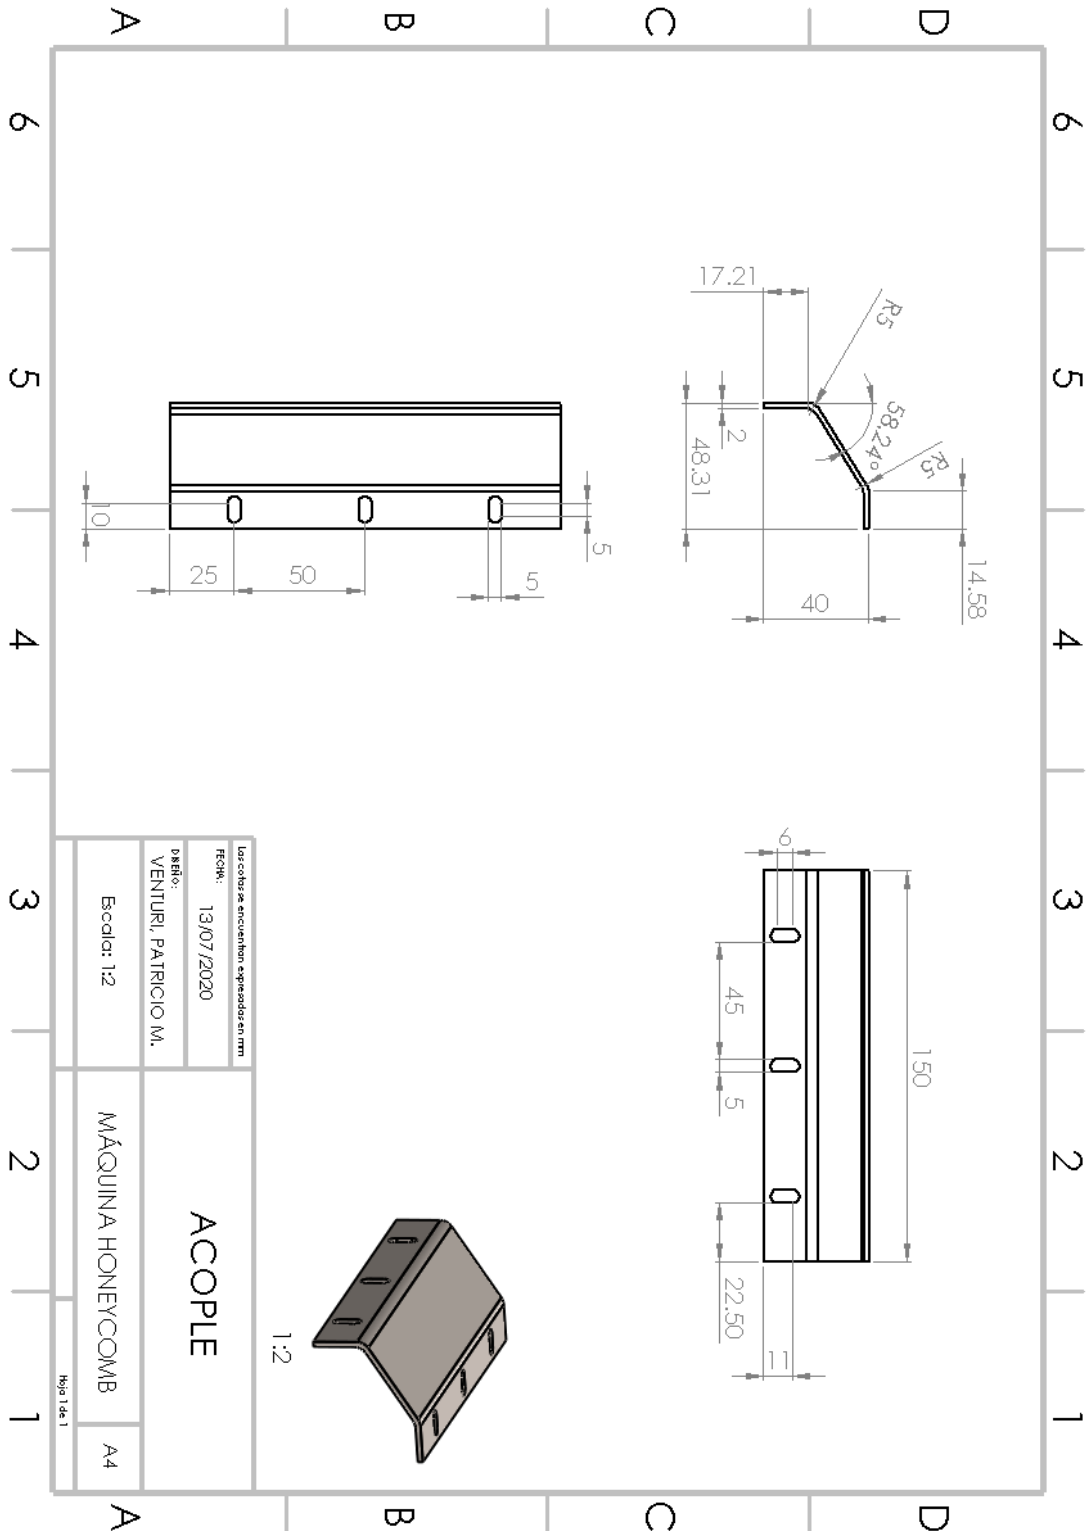 6
5
4
3
2
1
D
D
C
C
B
B
A
A
6
5
4
3
2
1
17.21
R5
58.24°
R5
2
48.31
14.58
40
10
25
50
5
5
6
150
45
5
22.50
11
1:2
Las cotas se encuentran expresadas en mm
FECHA:
13/07/2020
DISEÑO:
VENTURI, PATRICIO M.
Escala: 1:2
ACOPLE
MÁQUINA HONEYCOMB
A4
Hoja 1 de 1